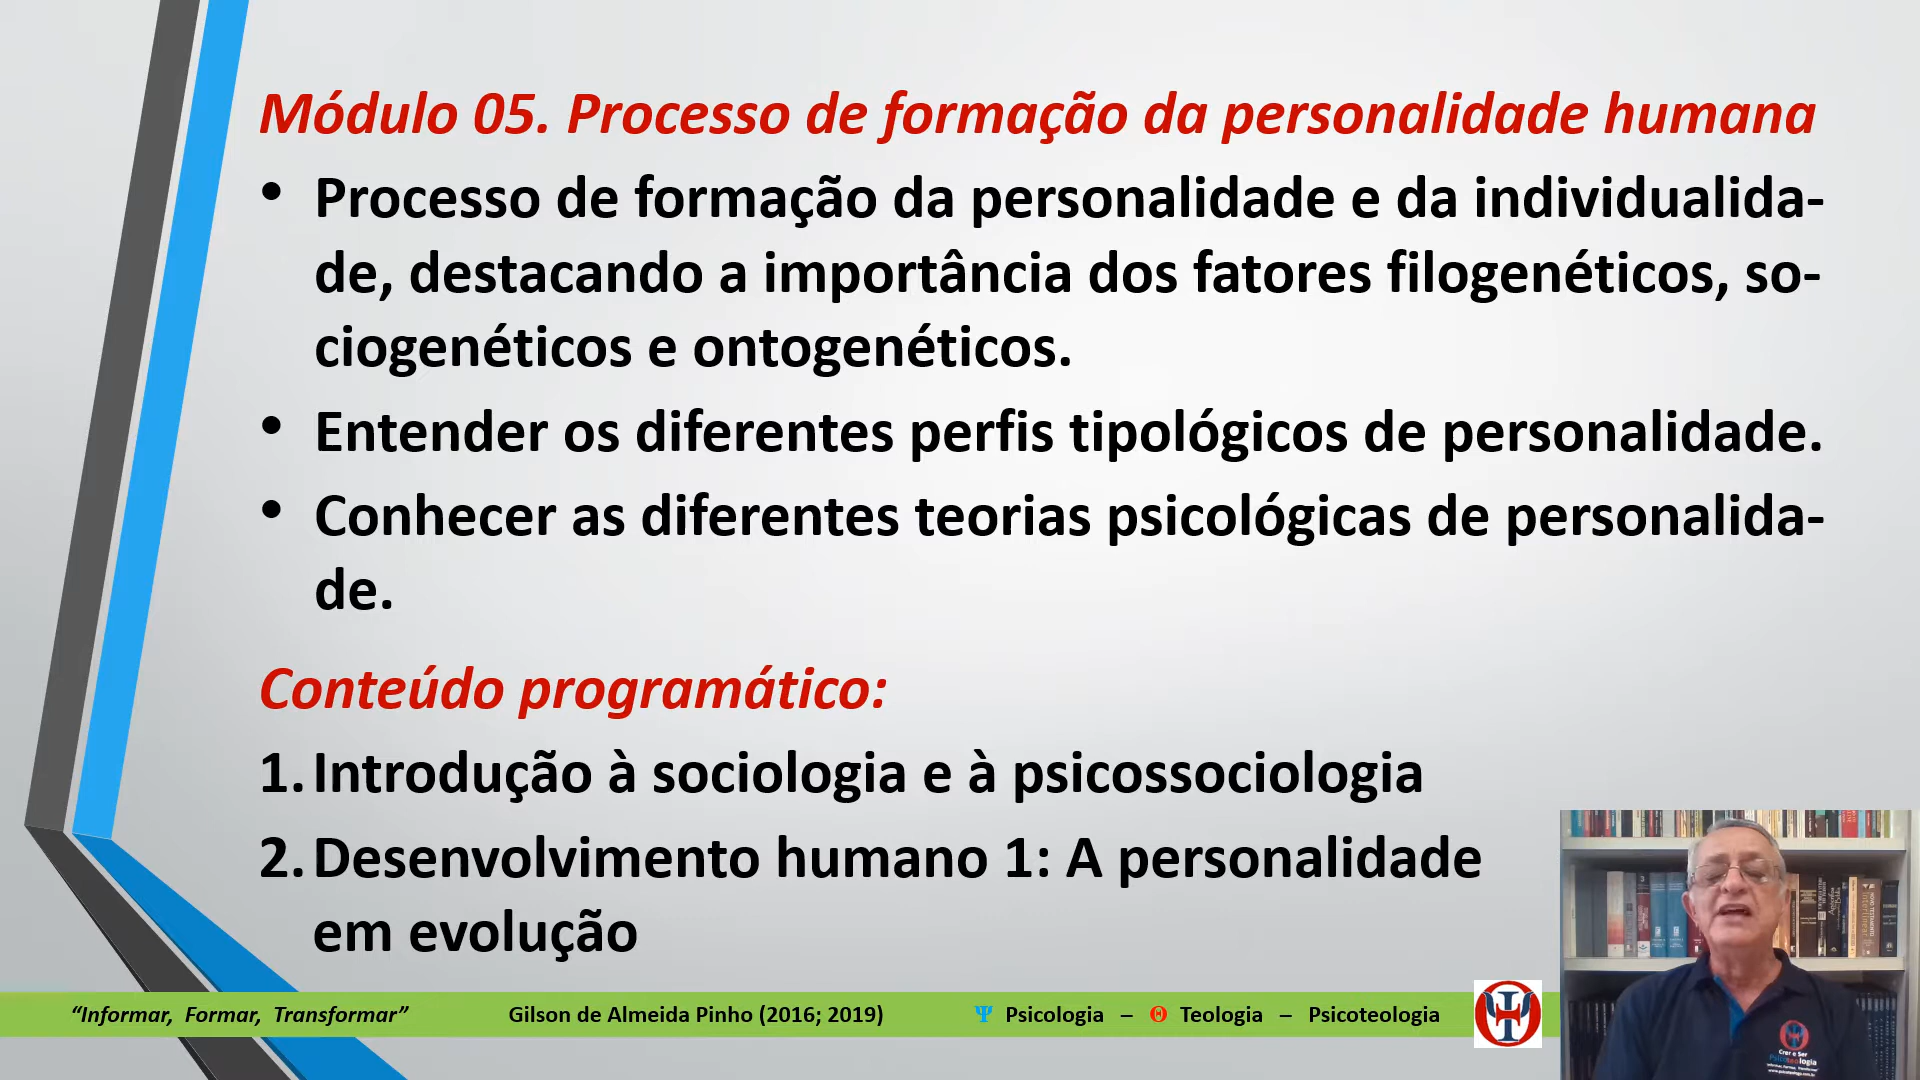 Módulo 05. Processo de formação da personalidade humana
• Processo de formação da personalidade e da individualida-
de, destacando a importância dos fatores filogenéticos, so-
ciogenéticos e ontogenéticos.
• Entender os diferentes perfis tipológicos de personalidade.
• Conhecer as diferentes teorias psicológicas de personalida-
de.
Conteúdo programático:
1. Introdução à sociologia e à psicossociologia
2. Desenvolvimento humano 1: A personalidade
em evolução
“Informar, Formar, Transformar” Gilson de Almeida Pinho (2016; 2019) Ψ Psicologia – Θ Teologia – Psicoteologia
Crer e Ser
Psicoteologia